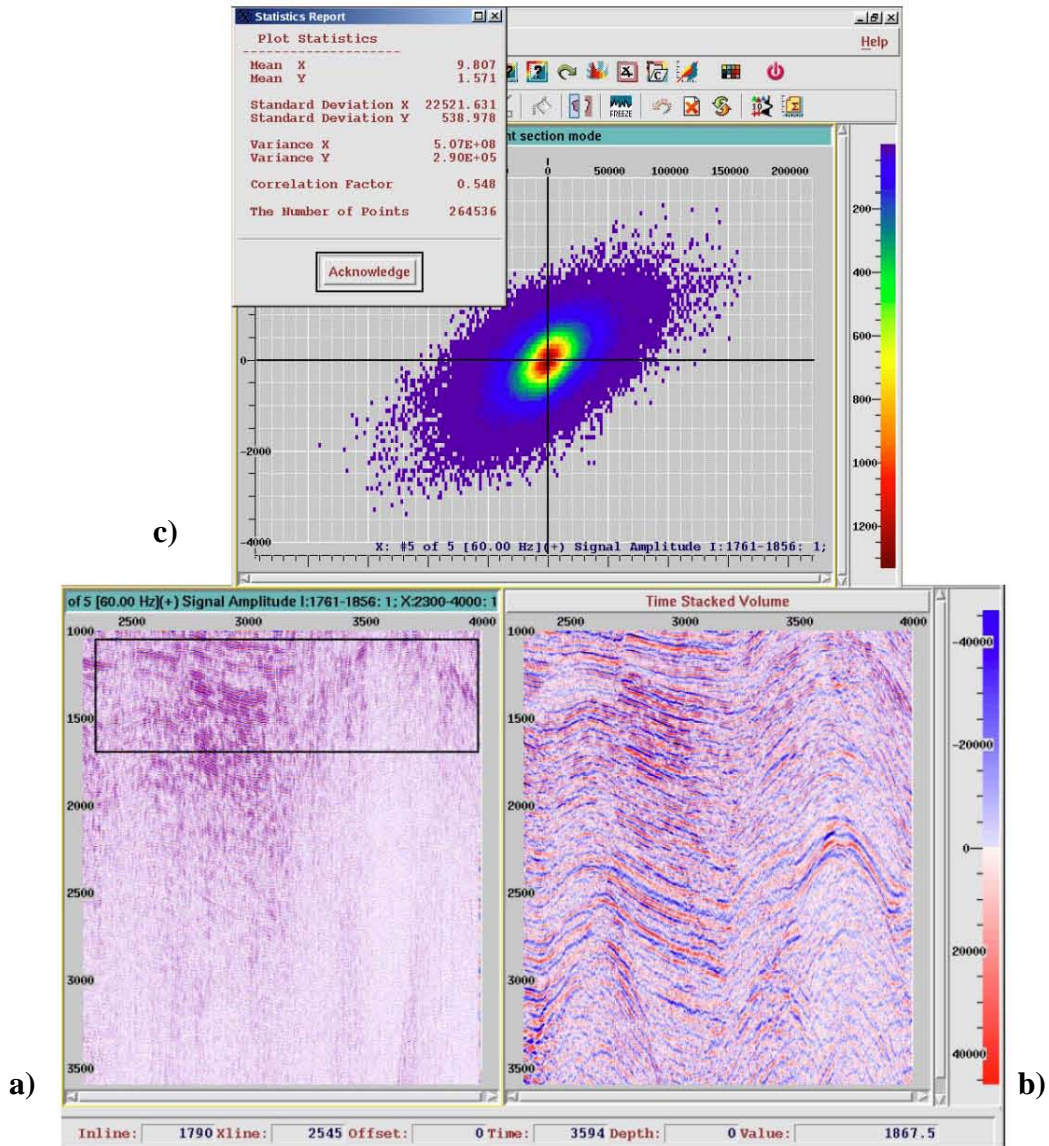 Statistics Report
Plot Statistics
-------------------
Mean X 9.807
Mean Y 1.571
Standard Deviation X 22521.631
Standard Deviation Y 538.978
Variance X 5.07E+08
Variance Y 2.90E+05
Correlation Factor 0.548
The Number of Points 264536
Acknowledge
Help
FREEZE
nt section mode
0 50000 100000 150000 200000
0
-2000
-4000
200
400
600
800
1000
1200
X: #5 of 5 [60.00 Hz](+) Signal Amplitude I:1761-1856: 1;
c)
of 5 [60.00 Hz](+) Signal Amplitude I:1761-1856: 1; X:2300-4000: 1
2500 3000 3500 4000
1000
1500
2000
2500
3000
3500
a)
Time Stacked Volume
2500 3000 3500 4000
1000
1500
2000
2500
3000
3500
-40000
-20000
0
20000
40000
b)
Inline: 1790 Xline: 2545 Offset: 0 Time: 3594 Depth: 0 Value: 1867.5